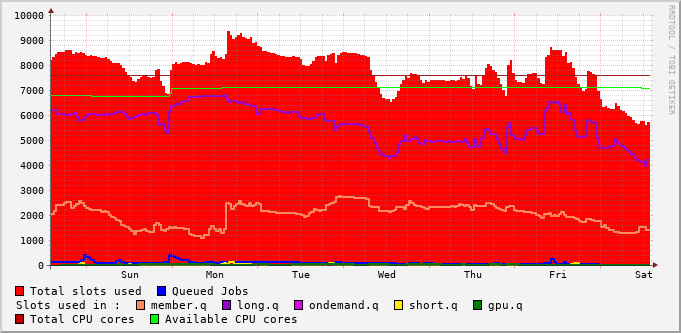 10000
9000
8000
7000
6000
5000
4000
3000
2000
1000
0
Sun Mon Tue Wed Thu Fri Sat
RRDTOOL / TOBI OETIKER
Total slots used Queued Jobs
Slots used in : member.q long.q ondemand.q short.q gpu.q
Total CPU cores Available CPU cores